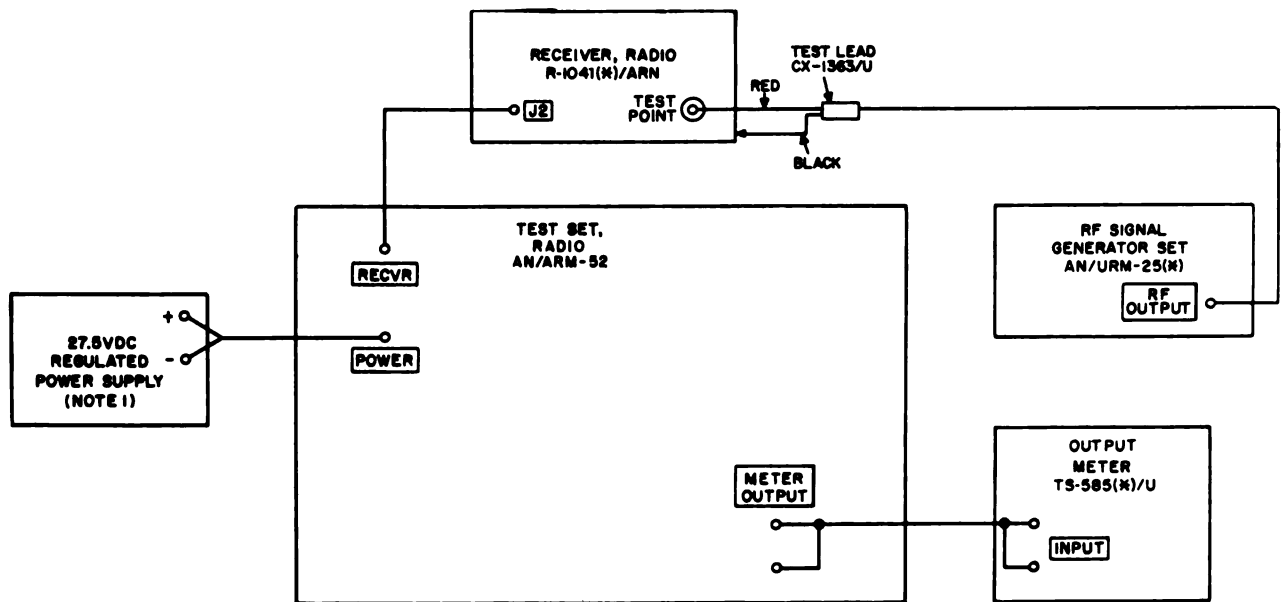 RECEIVER, RADIO
R-1041(*)/ARN
J2
TEST
POINT
RED
TEST LEAD
CX-1363/U
BLACK
TEST SET,
RADIO
AN/ARM-52
RECVR
POWER
+
-
27.5VDC
REGULATED
POWER SUPPLY
(NOTE 1)
RF SIGNAL
GENERATOR SET
AN/URM-25(*)
RF
OUTPUT
METER
OUTPUT
OUTPUT
METER
TS-585(*)/U
INPUT